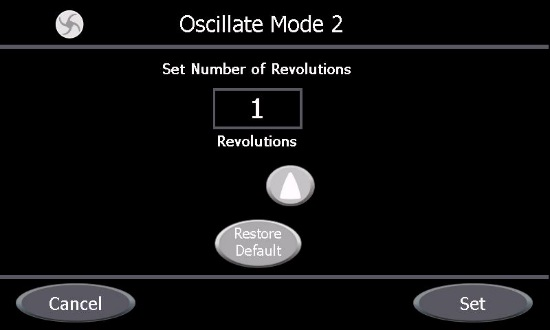 Oscillate Mode 2
Set Number of Revolutions
1
Revolutions
Restore
Default
Cancel
Set